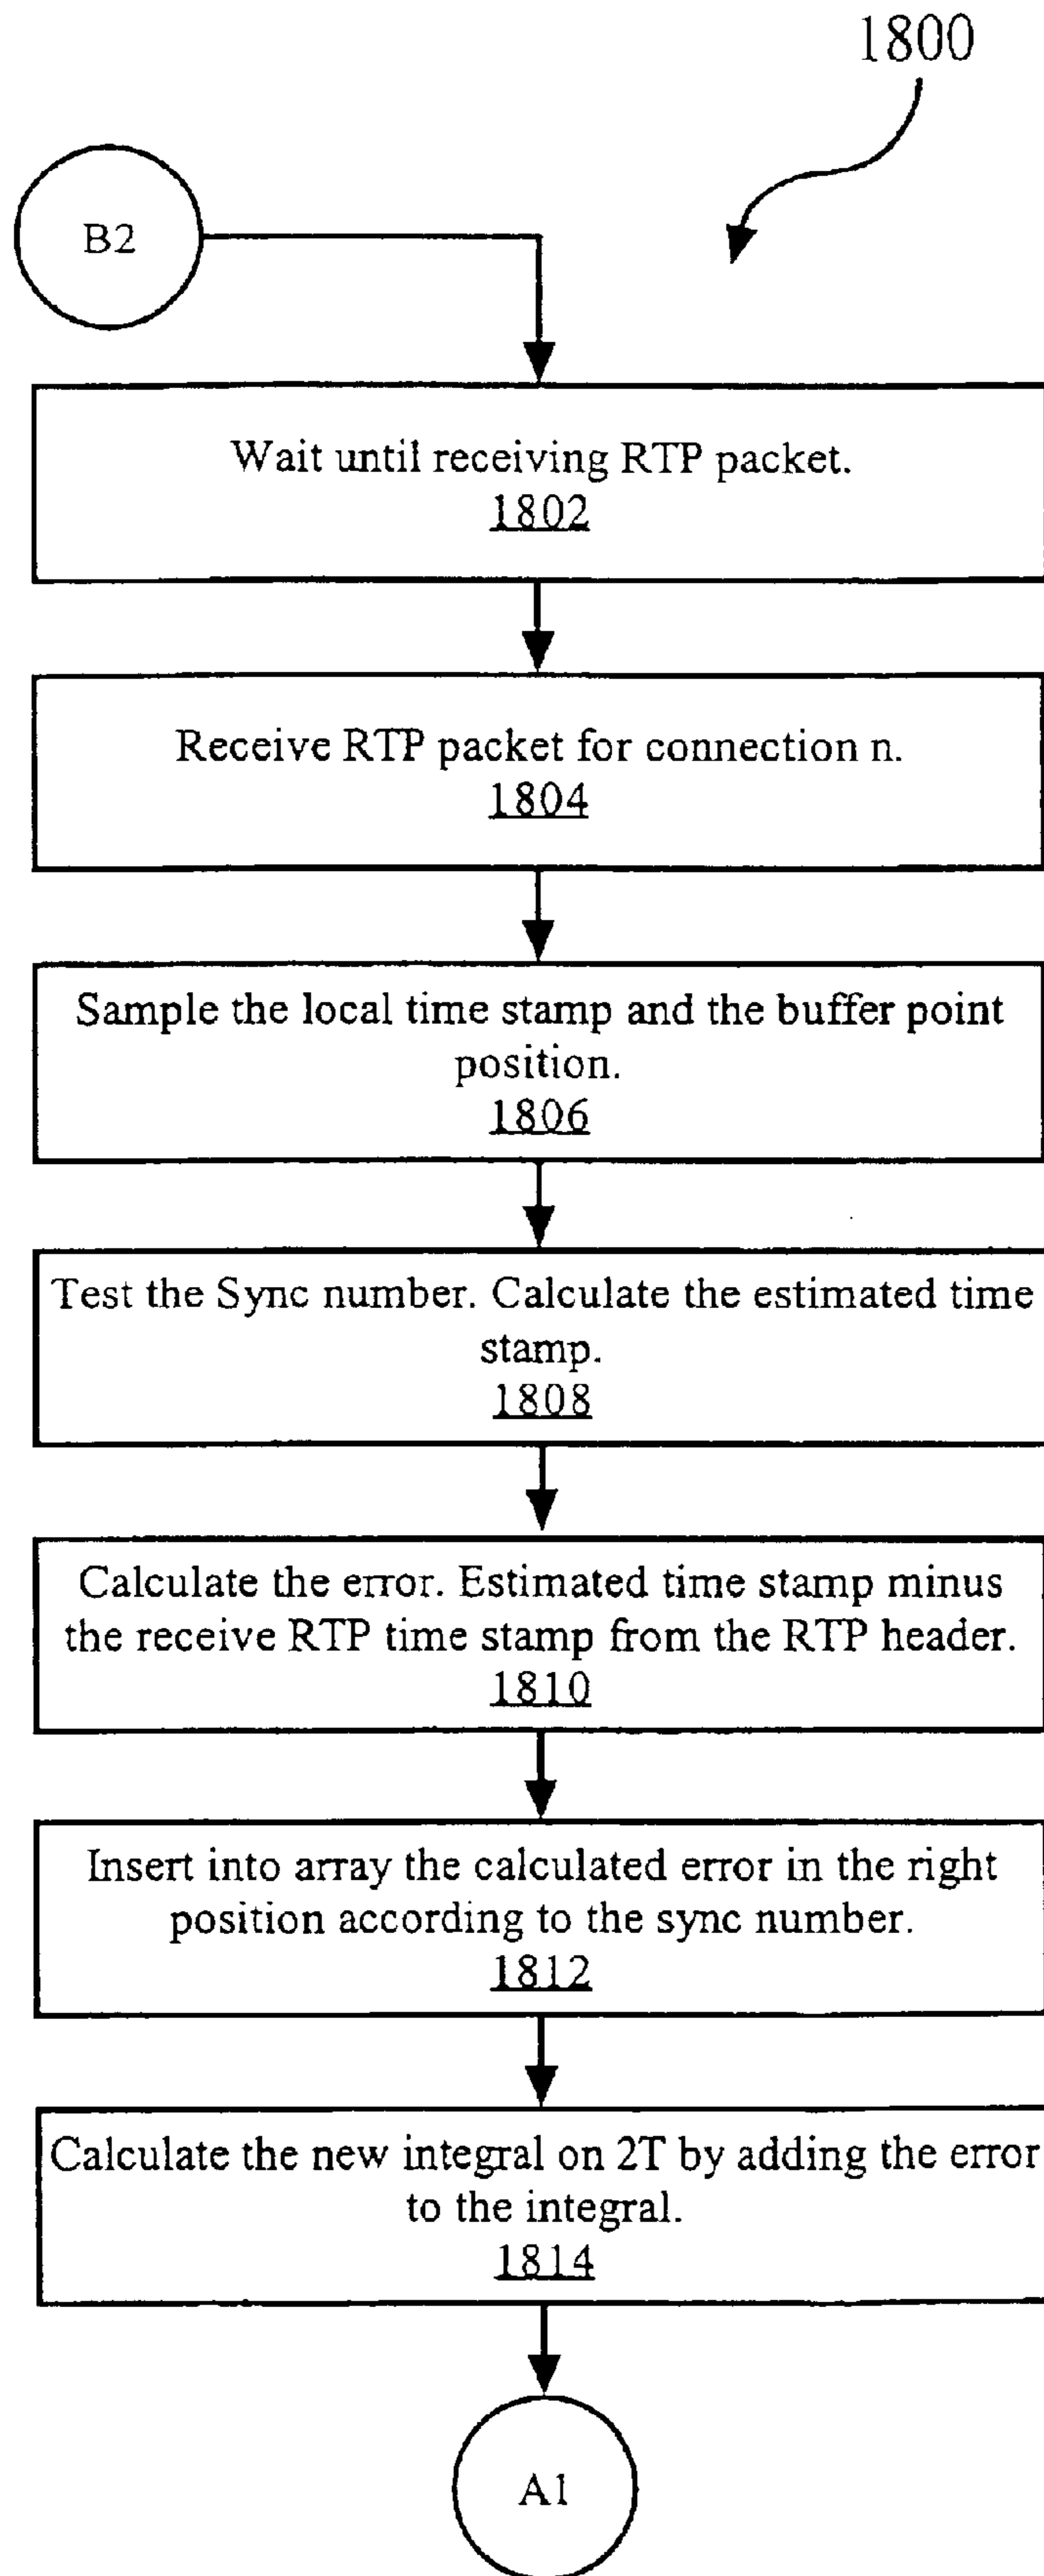 1800
B2
Wait until receiving RTP packet.
1802
Receive RTP packet for connection n.
1804
Sample the local time stamp and the buffer point
position.
1806
Test the Sync number. Calculate the estimated time
stamp.
1808
Calculate the error. Estimated time stamp minus
the receive RTP time stamp from the RTP header.
1810
Insert into array the calculated error in the right
position according to the sync number.
1812
Calculate the new integral on 2T by adding the error
to the integral.
1814
A1